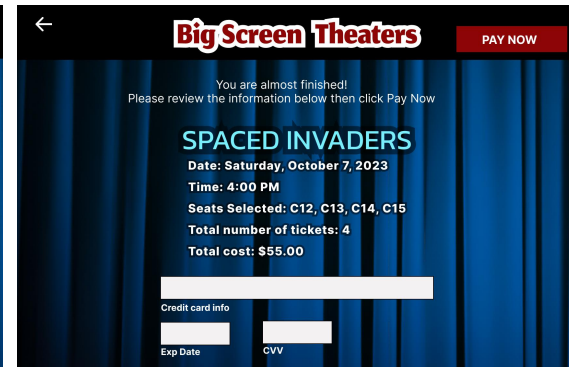 Big Screen Theaters
PAY NOW
You are almost finished!
Please review the information below then click Pay Now
SPACED INVADERS
Date: Saturday, October 7, 2023
Time: 4:00 PM
Seats Selected: C12, C13, C14, C15
Total number of tickets: 4
Total cost: $55.00
Credit card info
Exp Date
CVV